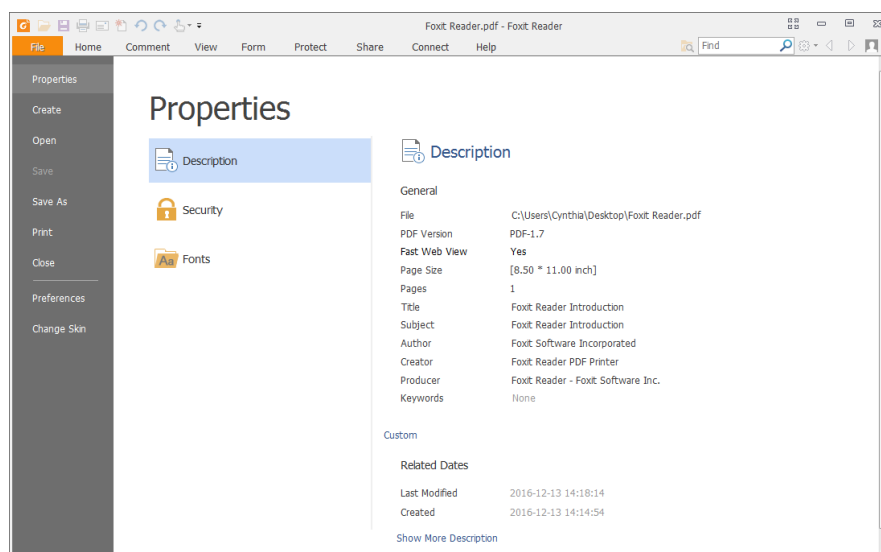 Foxit Reader.pdf - Foxit Reader
File Home Comment View Form Protect Share Connect Help Find
Properties
Create
Open
Save
Save As
Print
Close
Preferences
Change Skin
Properties
Description
Security
Aa Fonts
Description
General
File C:\Users\Cynthia\Desktop\Foxit Reader.pdf
PDF Version PDF-1.7
Fast Web View Yes
Page Size [8.50 * 11.00 inch]
Pages 1
Title Foxit Reader Introduction
Subject Foxit Reader Introduction
Author Foxit Software Incorporated
Creator Foxit Reader PDF Printer
Producer Foxit Reader - Foxit Software Inc.
Keywords None
Custom
Related Dates
Last Modified 2016-12-13 14:18:14
Created 2016-12-13 14:14:54
Show More Description